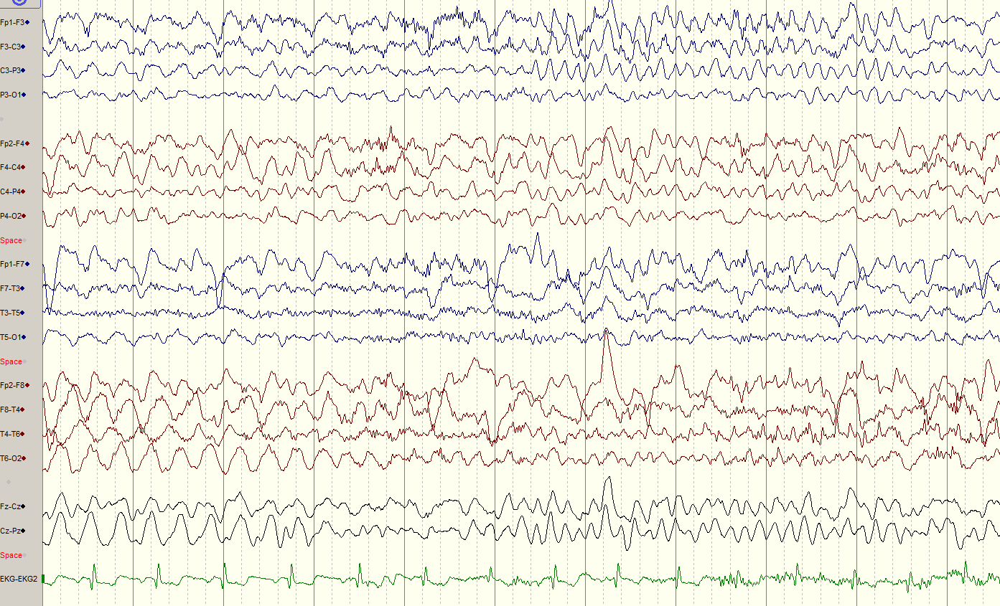 Fp1-F3
F3-C3
C3-P3
P3-O1
Fp2-F4
F4-C4
C4-P4
P4-O2
Space
Fp1-F7
F7-T3
T3-T5
T5-O1
Space
Fp2-F8
F8-T4
T4-T6
T6-O2
Fz-Cz
Cz-Pz
Space
EKG-EKG2